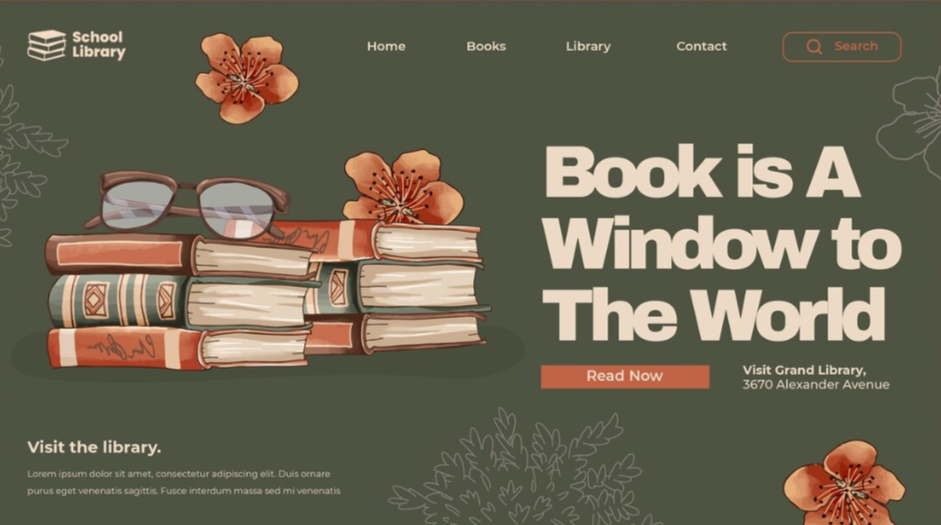 School
Library
Home
Books
Library
Contact
Search
Book is A
Window to
The World
Read Now
Visit Grand Library,
3670 Alexander Avenue
Visit the library.
Lorem ipsum dolor sit amet, consectetur adipiscing elit. Duis ornare
purus eget venenatis sagittis. Fusce interdum massa sed mi venenatis